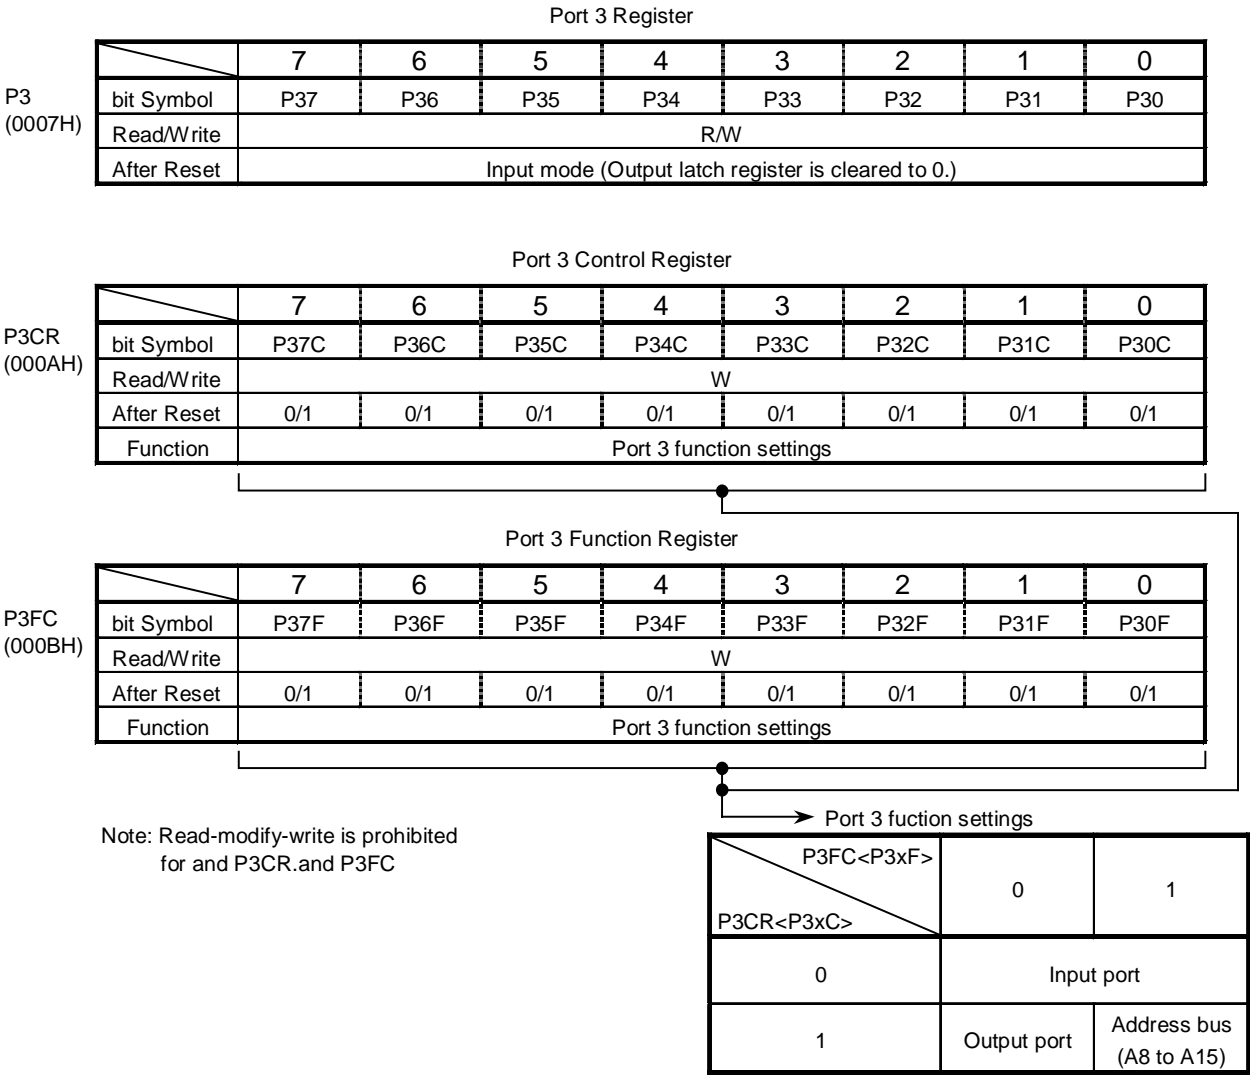 Port 3 Register
7 6 5 4 3 2 1 0
P3
(0007H)
bit Symbol P37 P36 P35 P34 P33 P32 P31 P30
Read/Write R/W
After Reset Input mode (Output latch register is cleared to 0.)
Port 3 Control Register
7 6 5 4 3 2 1 0
P3CR
(000AH)
bit Symbol P37C P36C P35C P34C P33C P32C P31C P30C
Read/Write W
After Reset 0/1 0/1 0/1 0/1 0/1 0/1 0/1 0/1
Function Port 3 function settings
Port 3 Function Register
7 6 5 4 3 2 1 0
P3FC
(000BH)
bit Symbol P37F P36F P35F P34F P33F P32F P31F P30F
Read/Write W
After Reset 0/1 0/1 0/1 0/1 0/1 0/1 0/1 0/1
Function Port 3 function settings
Note: Read-modify-write is prohibited
for and P3CR.and P3FC
Port 3 fuction settings
P3FC<P3xF> 0 1
P3CR<P3xC>
0 Input port
1 Output port Address bus
(A8 to A15)